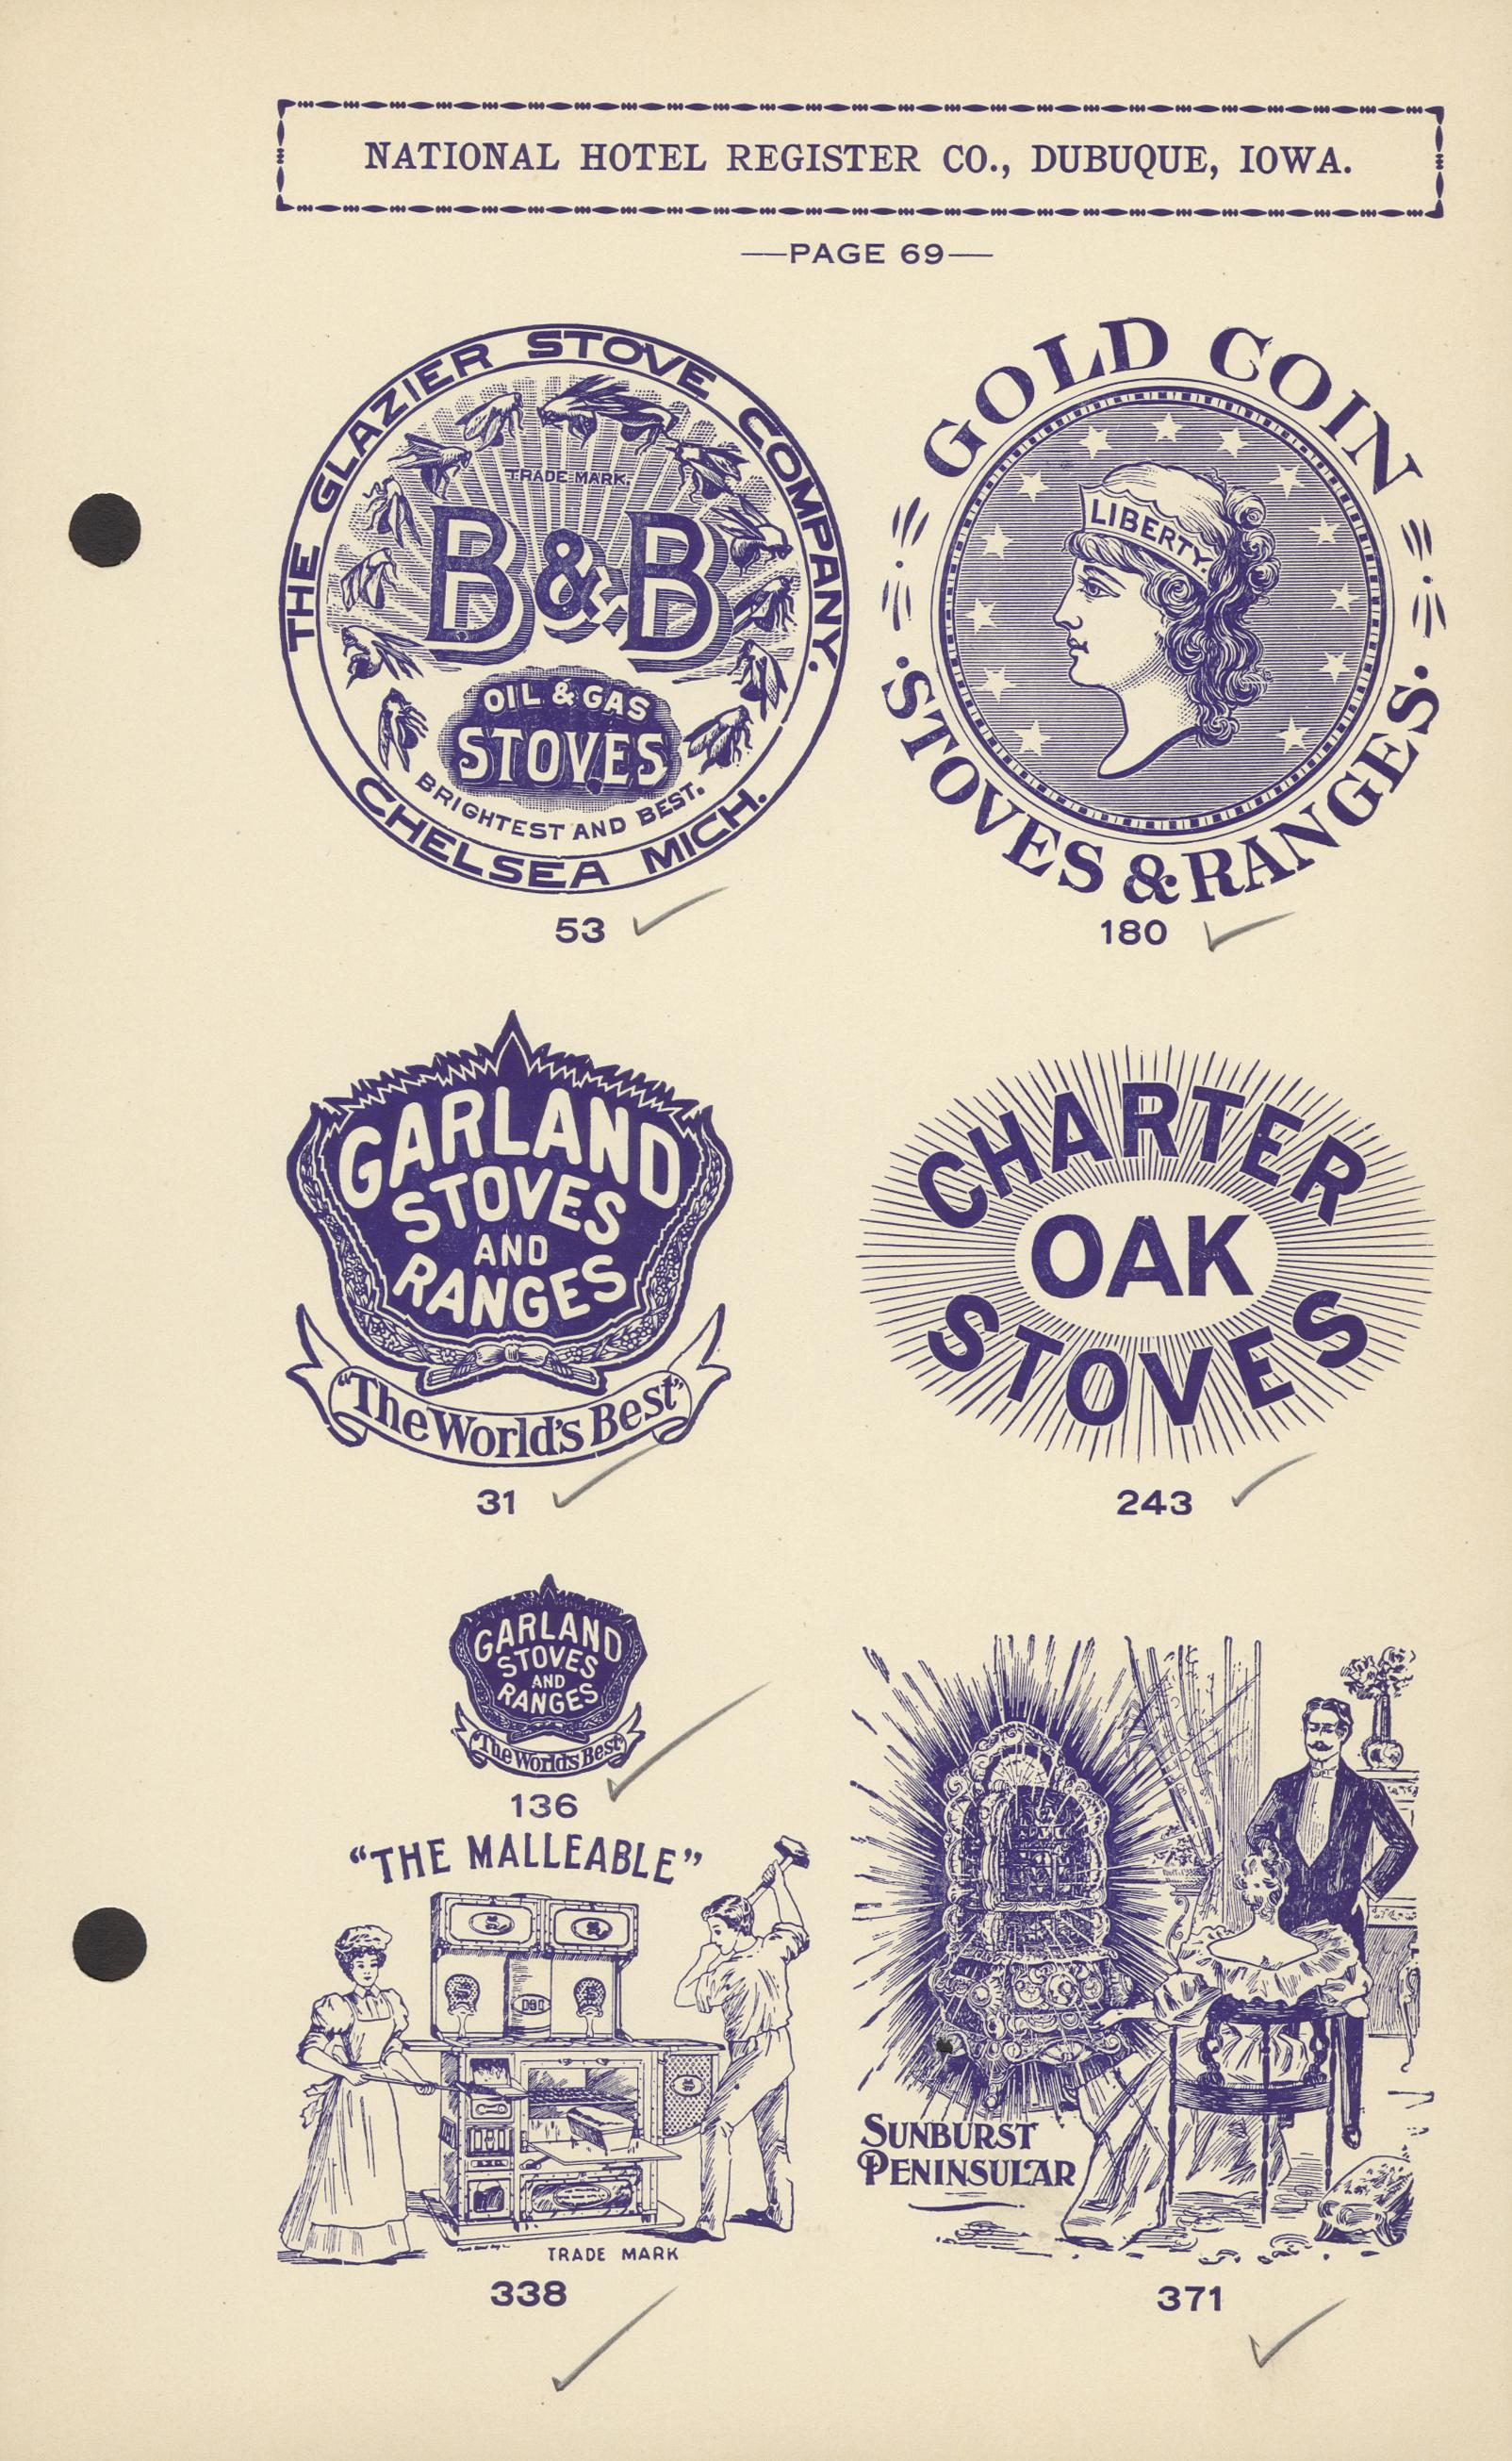 NATIONAL HOTEL REGISTER CO., DUBUQUE, IOWA.
—PAGE 69—
THE GLAZIER STOVE COMPANY.
TRADE-MARK.
B & B
OIL & GAS
STOVES
BRIGHTEST AND BEST.
CHELSEA MICH.
53
GOLD COIN
LIBERTY.
·STOVES & RANGES·
180
GARLAND
STOVES
AND
RANGES
"The World's Best"
31
CHARTER
OAK
STOVES
243
GARLAND
STOVES
AND
RANGES
"The World's Best"
136
"THE MALLEABLE"
TRADE MARK
338
SUNBURST
PENINSULAR
371